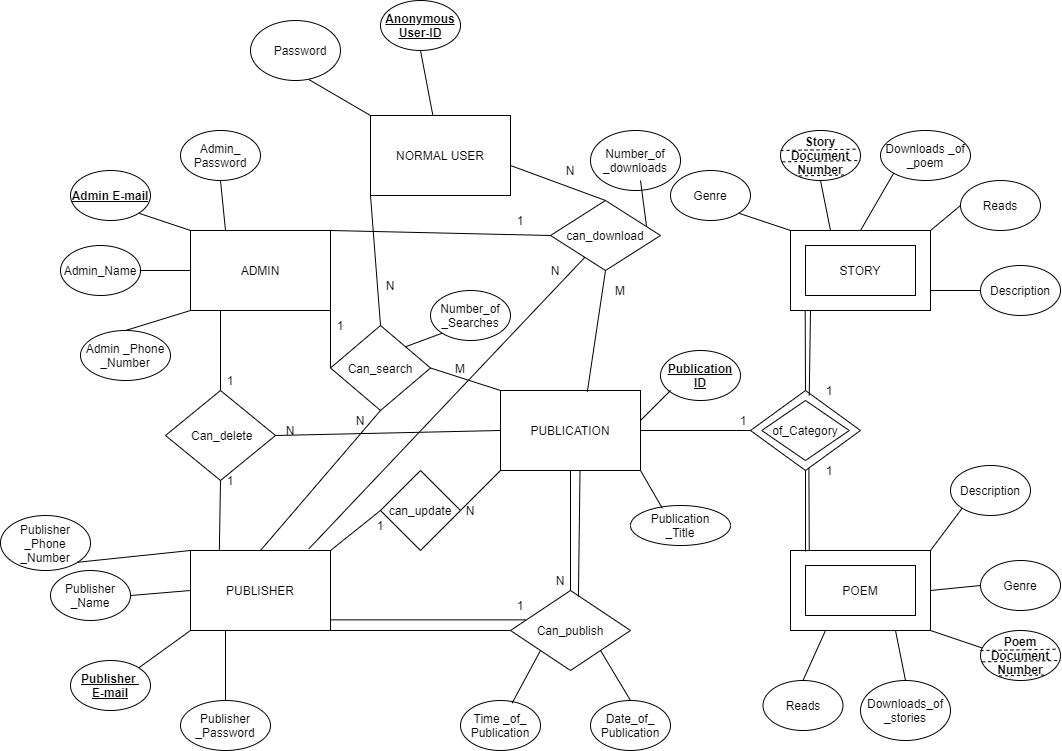 Anonymous
User-ID
Password
NORMAL USER
Admin_
Password
Admin E-mail
Admin_Name
Admin _Phone
_Number
ADMIN
Number_of
_downloads
N
1
can_download
N
M
Story
Document
Number
Downloads _of
_poem
Genre
Reads
STORY
Description
N
1
Number_of
_Searches
Can_search
M
N
Publication
ID
PUBLICATION
1
1
of_Category
1
1
Can_delete
N
1
can_update
N
1
Publication
_Title
Publisher
_Phone
_Number
Publisher
_Name
PUBLISHER
Publisher
E-mail
Publisher
_Password
N
1
Can_publish
Time _of_
Publication
Date_of_
Publication
Description
POEM
Genre
Poem
Document
Number
Reads
Downloads_of
_stories